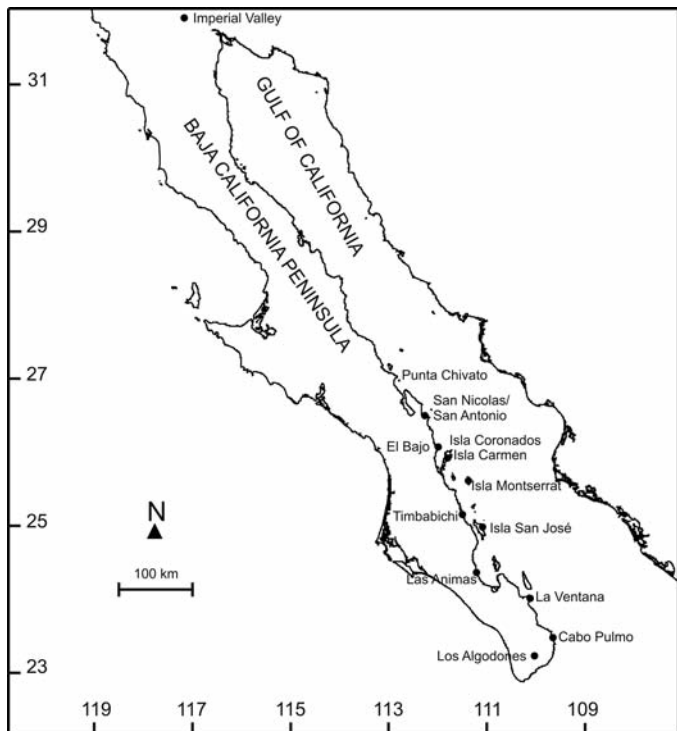 Imperial Valley
31
GULF OF CALIFORNIA
BAJA CALIFORNIA PENINSULA
29
27
Punta Chivato
San Nicolas/
San Antonio
Isla Coronados
El Bajo
Isla Carmen
Isla Montserrat
N
25
Timbabichi
Isla San José
100 km
Las Animas
La Ventana
Cabo Pulmo
Los Algodones
23
119 117 115 113 111 109